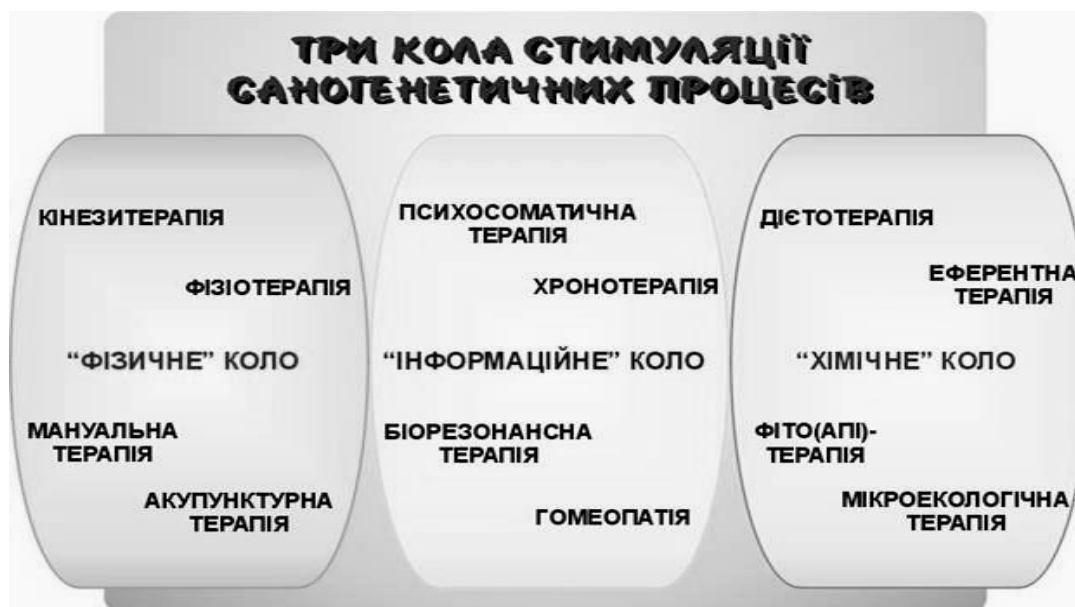 ТРИ КОЛА СТИМУЛЯЦІЇ
САНОГЕНЕТИЧНИХ ПРОЦЕСІВ
КІНЕЗИТЕРАПІЯ
ФІЗІОТЕРАПІЯ
“ФІЗИЧНЕ” КОЛО
МАНУАЛЬНА
ТЕРАПІЯ
АКУПУНКТУРНА
ТЕРАПІЯ
ПСИХОСОМАТИЧНА
ТЕРАПІЯ
ХРОНОТЕРАПІЯ
“ІНФОРМАЦІЙНЕ” КОЛО
БІОРЕЗОНАНСНА
ТЕРАПІЯ
ГОМЕОПАТІЯ
ДІЄТОТЕРАПІЯ
ЕФЕРЕНТНА
ТЕРАПІЯ
“ХІМІЧНЕ” КОЛО
ФІТО(АПІ)-
ТЕРАПІЯ
МІКРОЕКОЛОГІЧНА
ТЕРАПІЯ